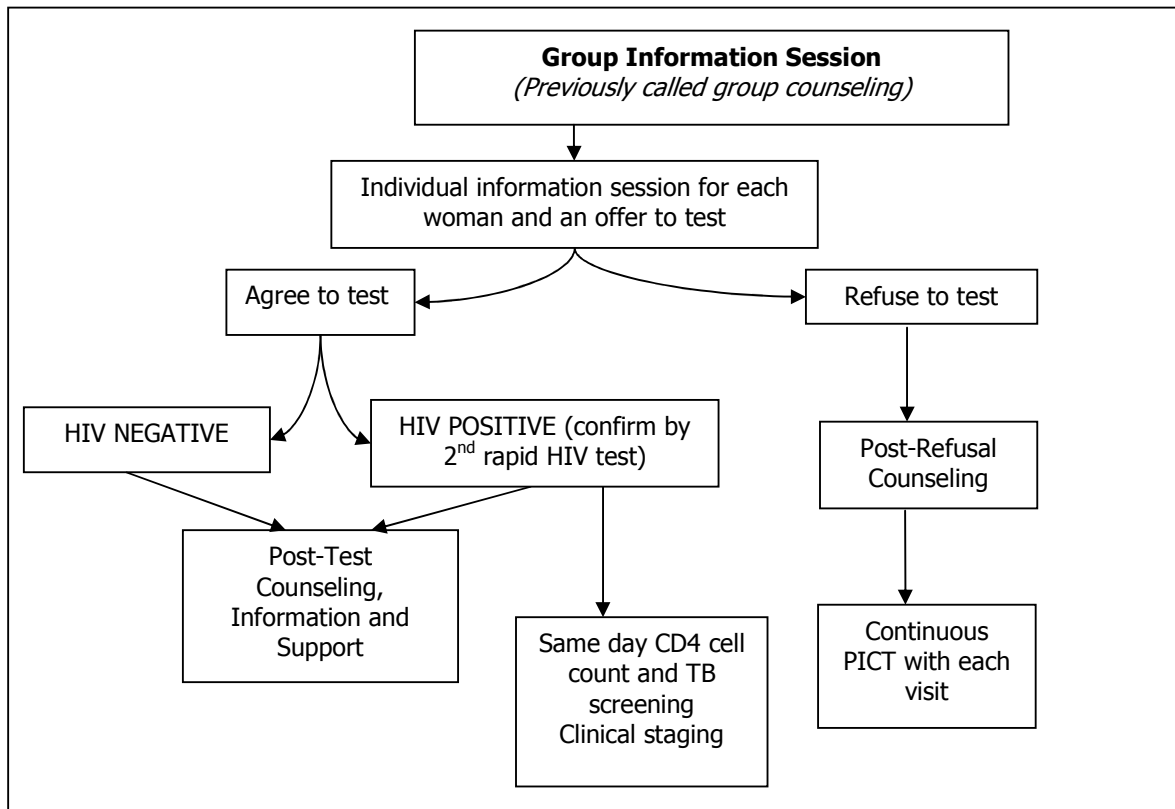 Group Information Session
(Previously called group counseling)
Individual information session for each
woman and an offer to test
Agree to test
Refuse to test
HIV NEGATIVE
HIV POSITIVE (confirm by
2nd rapid HIV test)
Post-Refusal
Counseling
Post-Test
Counseling,
Information and
Support
Same day CD4 cell
count and TB
screening
Clinical staging
Continuous
PICT with each
visit